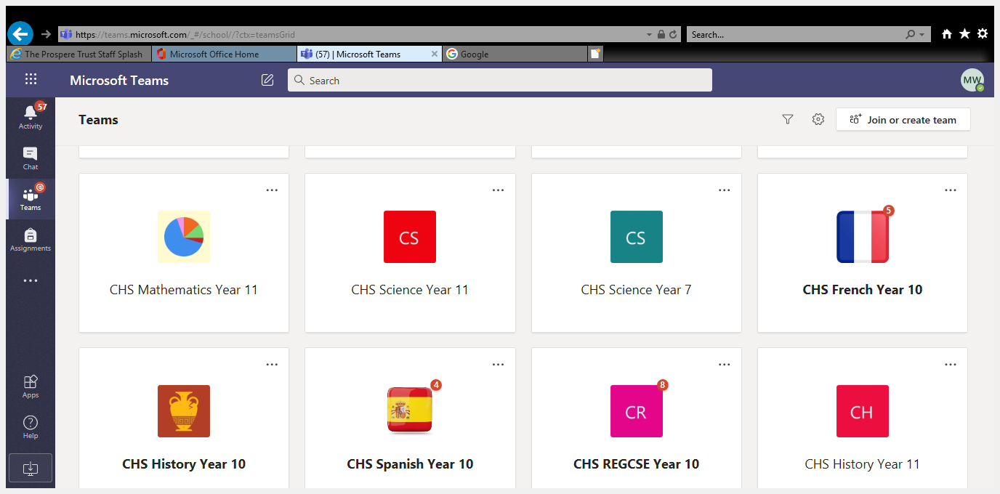 https://teams.microsoft.com/_#/school//?ctx=teamsGrid
Search...
The Prospere Trust Staff Splash
Microsoft Office Home
(57) | Microsoft Teams
Google
Microsoft Teams
Search
MW
57
Activity
Chat
@
Teams
Assignments
Apps
Help
Teams
Join or create team
CHS Mathematics Year 11
CS
CHS Science Year 11
CS
CHS Science Year 7
5
CHS French Year 10
CHS History Year 10
4
CHS Spanish Year 10
8
CR
CHS REGCSE Year 10
CH
CHS History Year 11